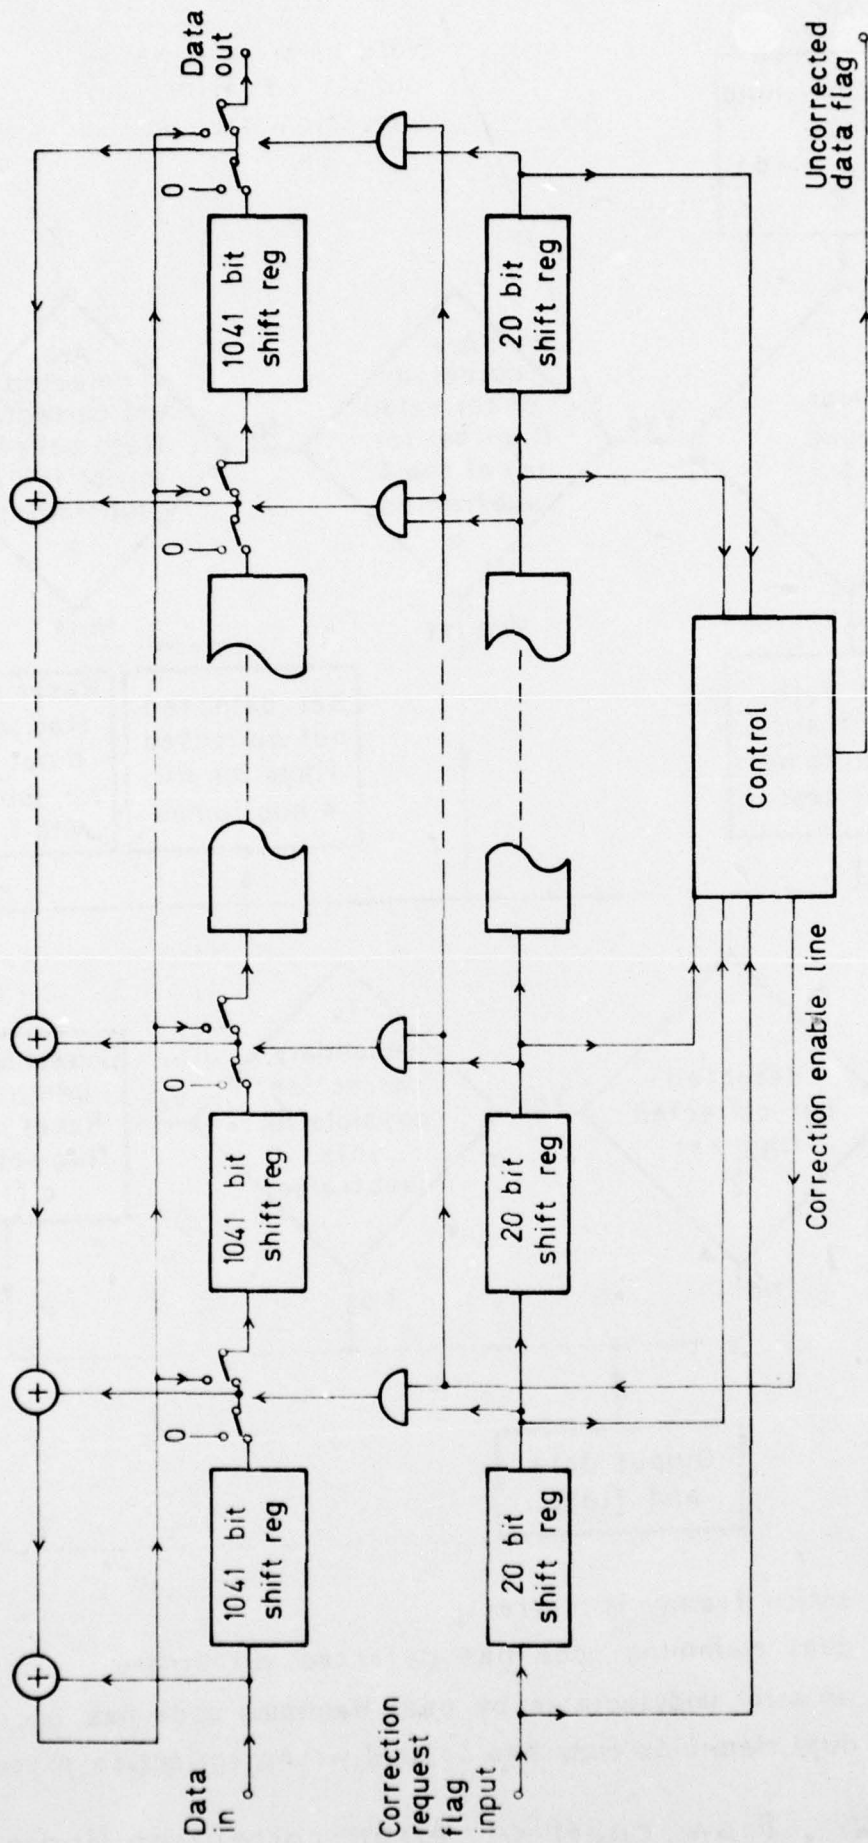 Data
in
0
0
0
0
Data
out
1041 bit
shift reg
1041 bit
shift reg
1041 bit
shift reg
+
+
+
+
Correction
request
flag
input
20 bit
shift reg
20 bit
shift reg
20 bit
shift reg
Control
Correction enable line
Uncorrected
data flag